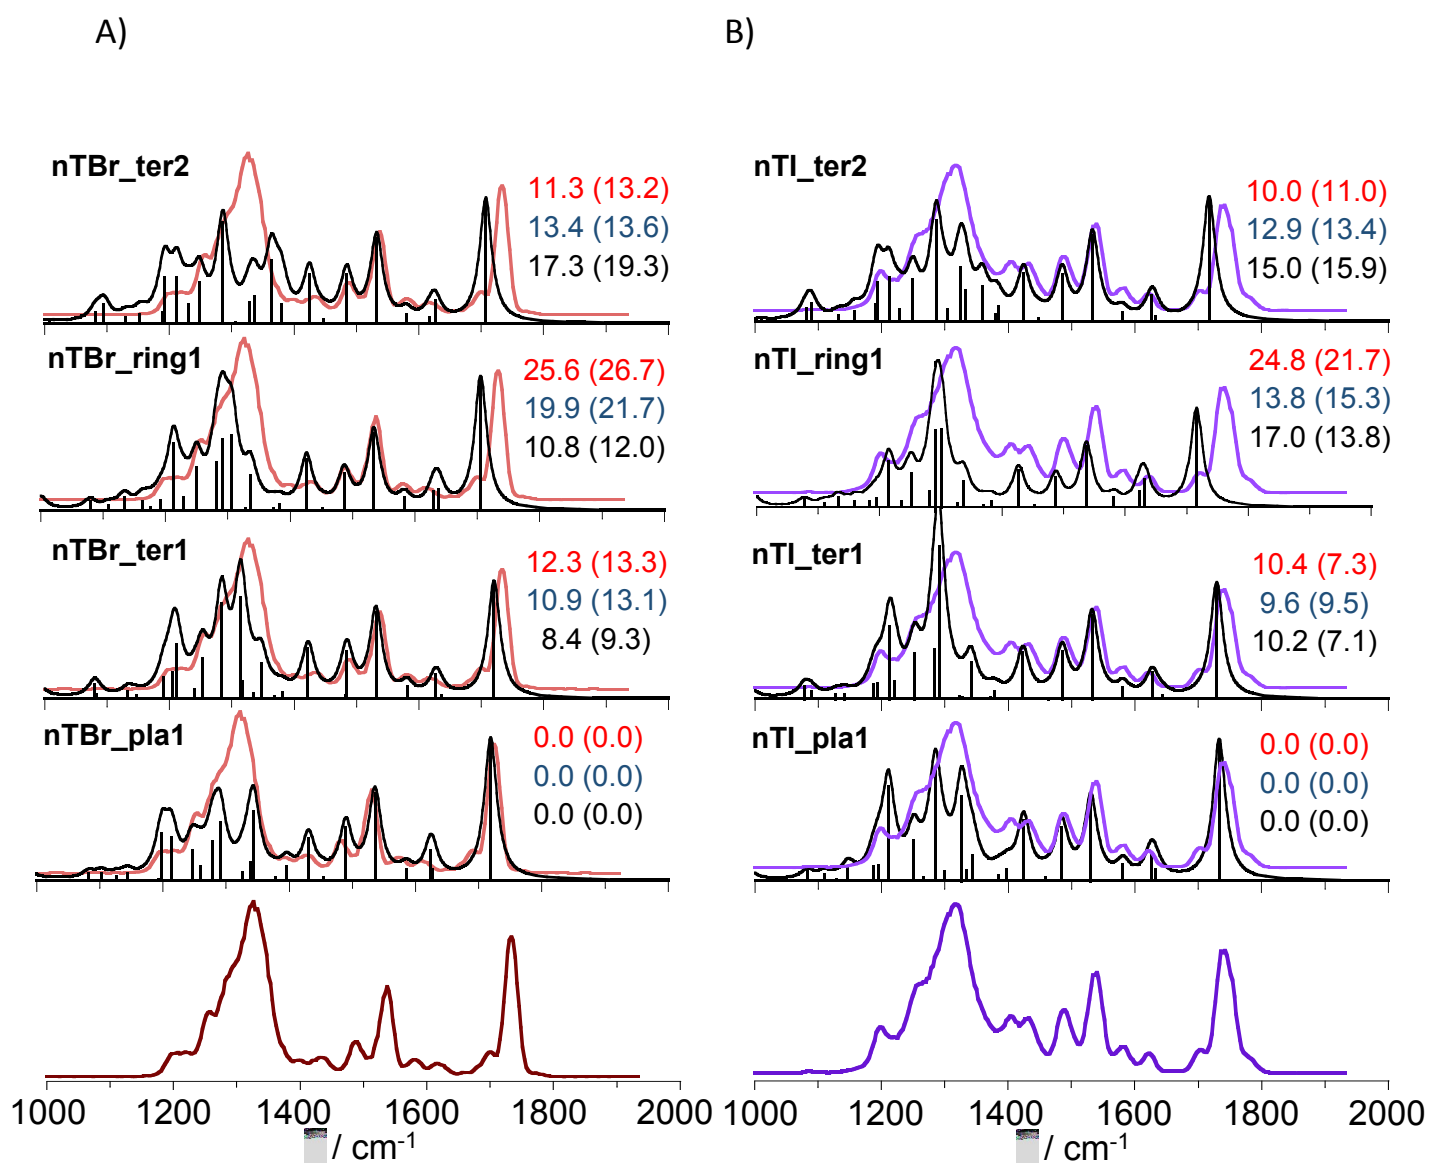 A)
B)
nTBr_ter2
11.3 (13.2)
13.4 (13.6)
17.3 (19.3)
nTI_ter2
10.0 (11.0)
12.9 (13.4)
15.0 (15.9)
nTBr_ring1
25.6 (26.7)
19.9 (21.7)
10.8 (12.0)
nTI_ring1
24.8 (21.7)
13.8 (15.3)
17.0 (13.8)
nTBr_ter1
12.3 (13.3)
10.9 (13.1)
8.4 (9.3)
nTI_ter1
10.4 (7.3)
9.6 (9.5)
10.2 (7.1)
nTBr_pla1
0.0 (0.0)
0.0 (0.0)
0.0 (0.0)
nTI_pla1
0.0 (0.0)
0.0 (0.0)
0.0 (0.0)
1000 1200 1400 1600 1800 2000
/ cm-1
1000 1200 1400 1600 1800 2000
/ cm-1